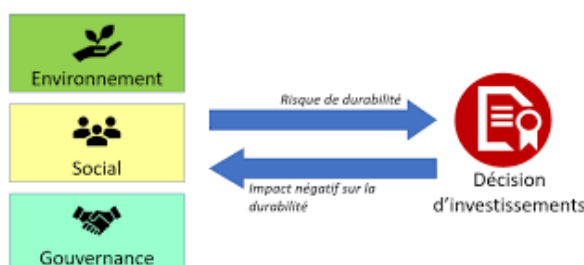 Environnement
Social
Gouvernance
Risque de durabilité
Impact négatif sur la
durabilité
Décision
d'investissements